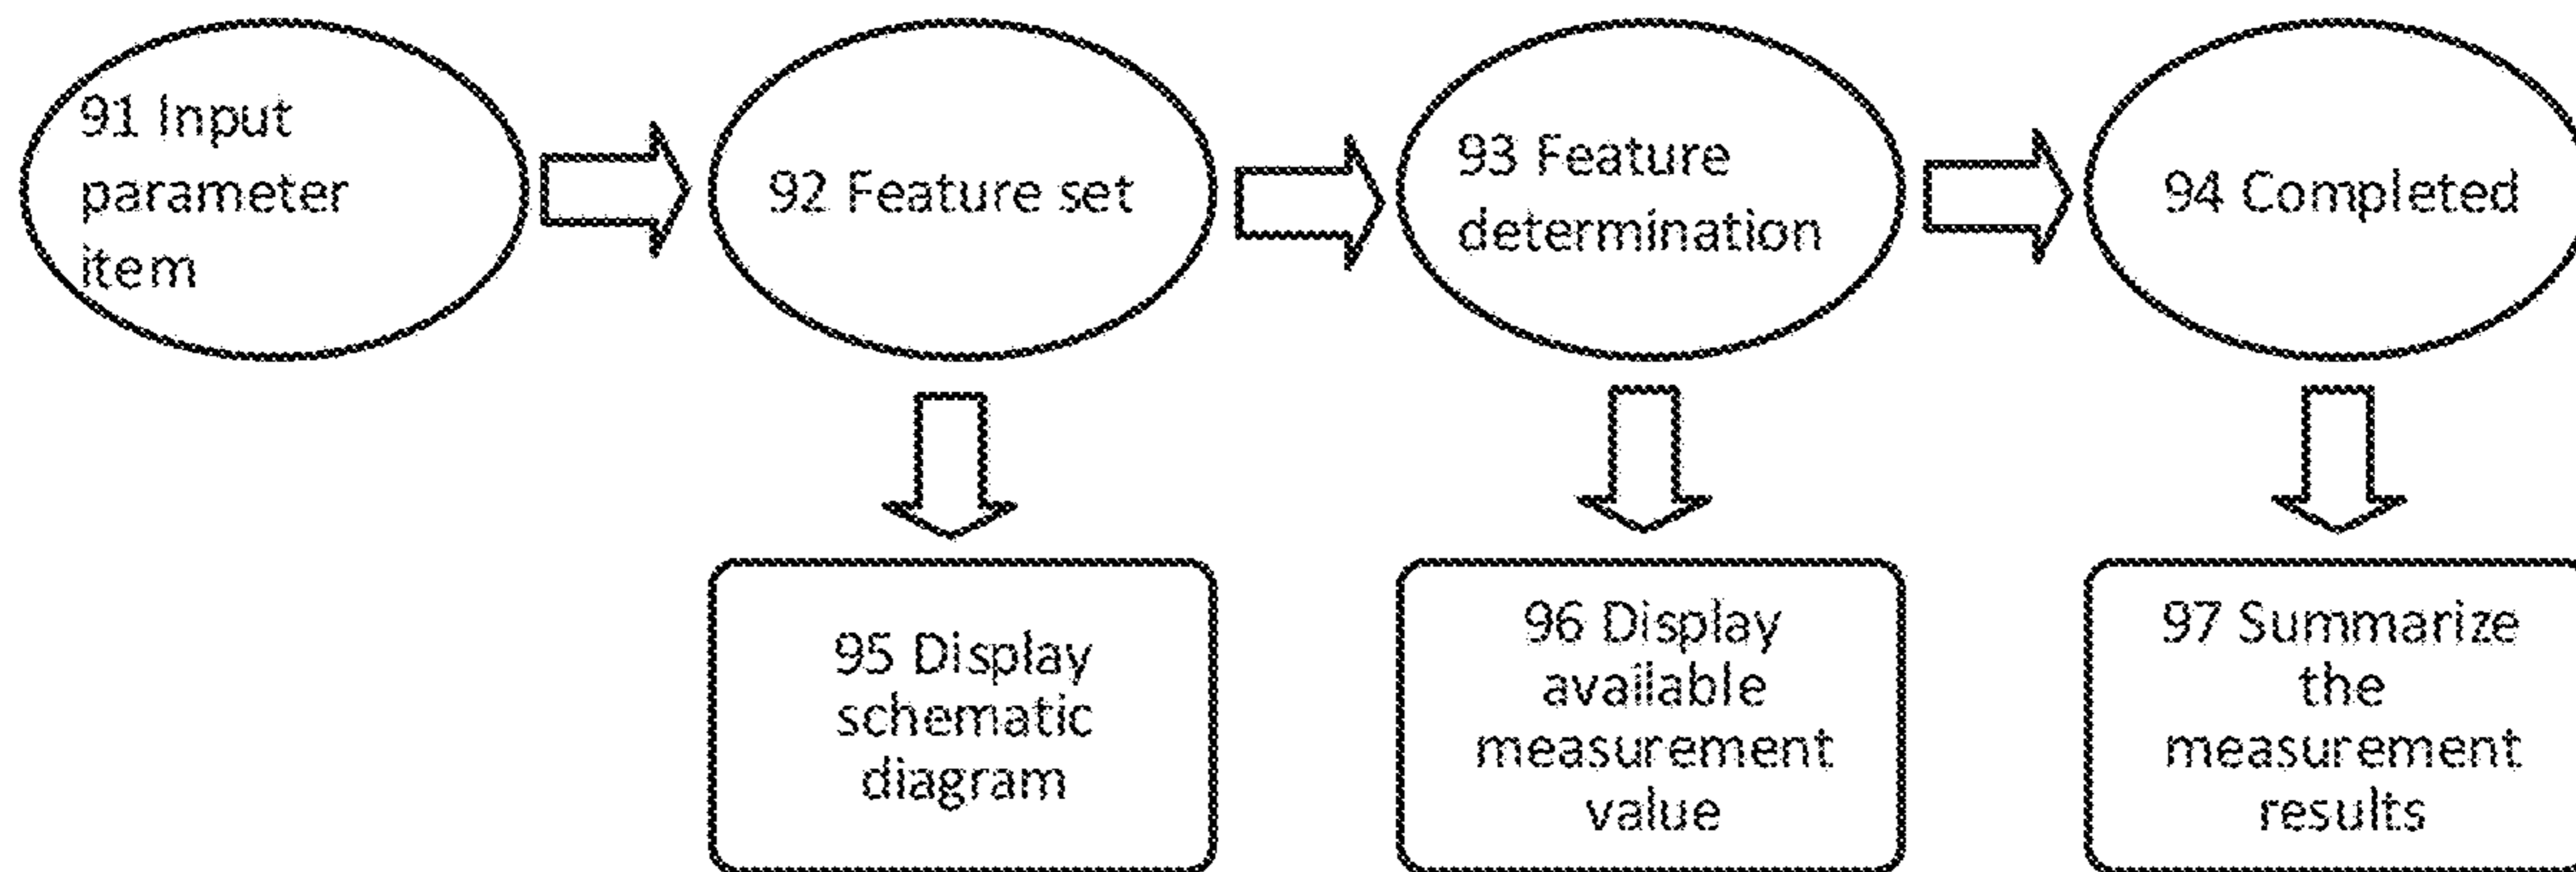 91 Input
parameter
item
92 Feature set
93 Feature
determination
94 Completed
95 Display
schematic
diagram
96 Display
available
measurement
value
97 Summarize
the
measurement
results